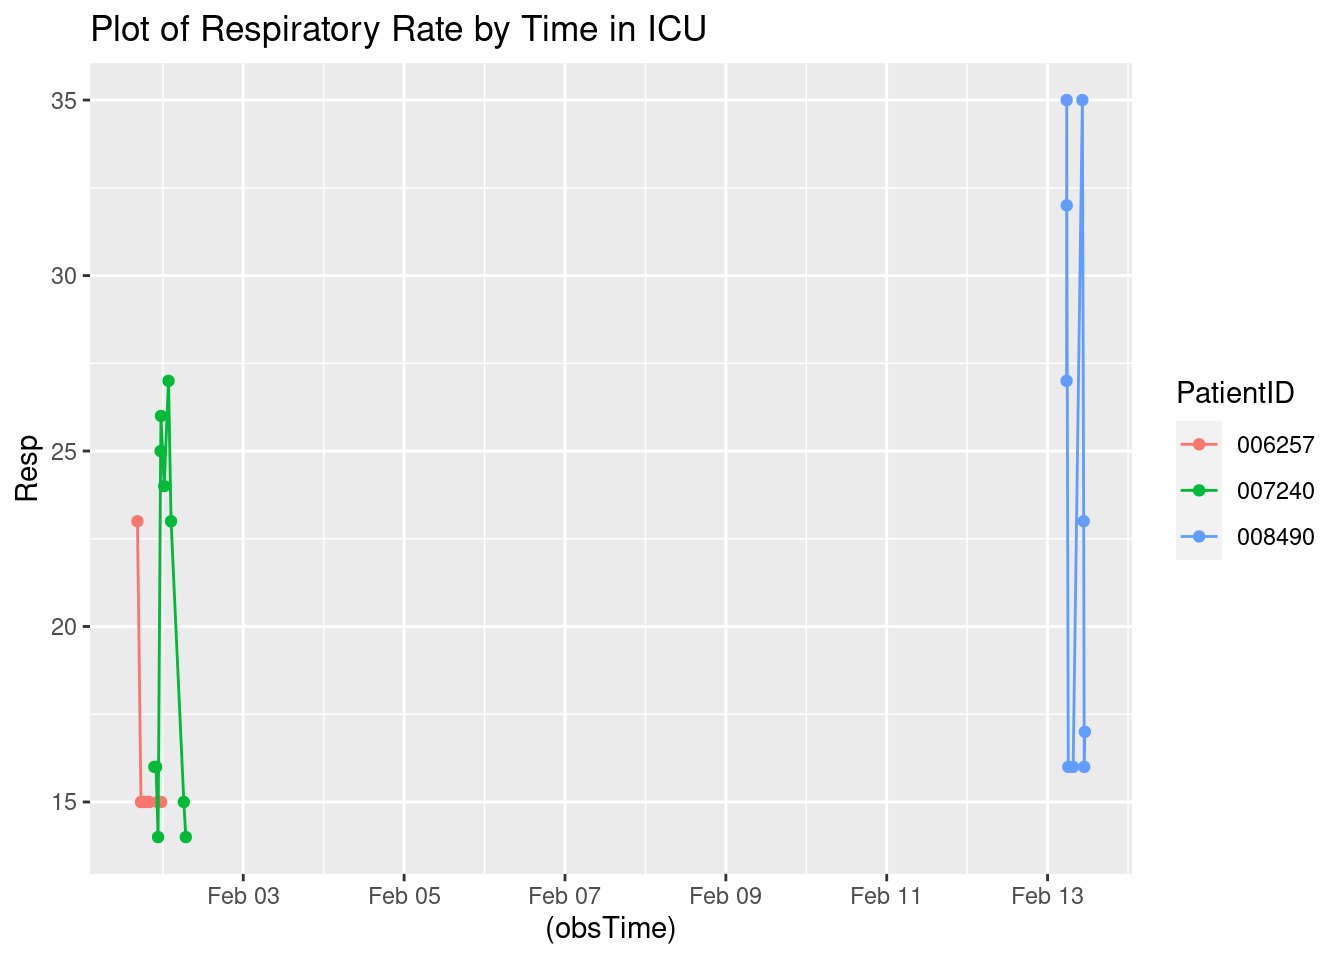 Plot of Respiratory Rate by Time in ICU
Resp
35
30
25
20
15
Feb 03 Feb 05 Feb 07 Feb 09 Feb 11 Feb 13
(obsTime)
PatientID
006257
007240
008490